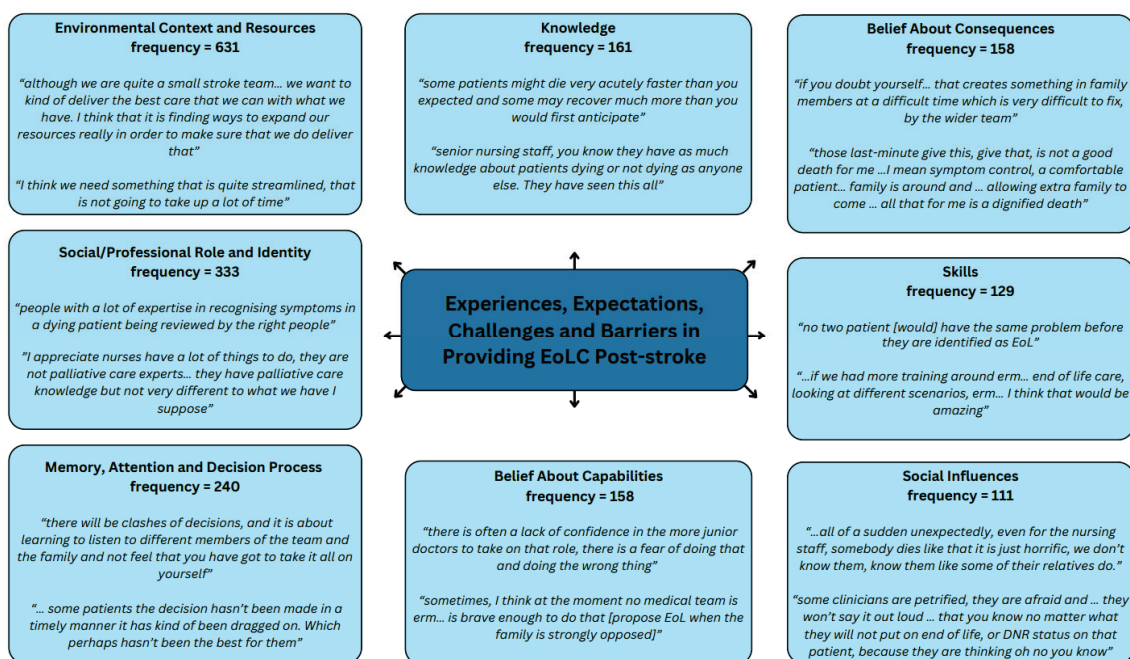 Environmental Context and Resources
frequency = 631
“although we are quite a small stroke team... we want to
kind of deliver the best care that we can with what we
have. I think that it is finding ways to expand our
resources really in order to make sure that we do deliver
that”
“I think we need something that is quite streamlined, that
is not going to take up a lot of time”
Knowledge
frequency = 161
“some patients might die very acutely faster than you
expected and some may recover much more than you
would first anticipate”
“senior nursing staff, you know they have as much
knowledge about patients dying or not dying as anyone
else. They have seen this all”
Belief About Consequences
frequency = 158
“if you doubt yourself... that creates something in family
members at a difficult time which is very difficult to fix,
by the wider team”
“those last-minute give this, give that, is not a good
death for me ...I mean symptom control, a comfortable
patient... family is around and ... allowing extra family to
come ... all that for me is a dignified death”
Social/Professional Role and Identity
frequency = 333
“people with a lot of expertise in recognising symptoms in
a dying patient being reviewed by the right people”
”I appreciate nurses have a lot of things to do, they are
not palliative care experts... they have palliative care
knowledge but not very different to what we have I
suppose”
Experiences, Expectations,
Challenges and Barriers in
Providing EoLC Post-stroke
Skills
frequency = 129
“no two patient [would] have the same problem before
they are identified as EoL”
“...if we had more training around erm... end of life care,
looking at different scenarios, erm... I think that would be
amazing”
Memory, Attention and Decision Process
frequency = 240
“there will be clashes of decisions, and it is about
learning to listen to different members of the team and
the family and not feel that you have got to take it all on
yourself”
“... some patients the decision hasn’t been made in a
timely manner it has kind of been dragged on. Which
perhaps hasn’t been the best for them”
Belief About Capabilities
frequency = 158
“there is often a lack of confidence in the more junior
doctors to take on that role, there is a fear of doing that
and doing the wrong thing”
“sometimes, I think at the moment no medical team is
erm... is brave enough to do that [propose EoL when the
family is strongly opposed]”
Social Influences
frequency = 111
“...all of a sudden unexpectedly, even for the nursing
staff, somebody dies like that it is just horrific, we don’t
know them, know them like some of their relatives do.”
“some clinicians are petrified, they are afraid and ... they
won’t say it out loud ... that you know no matter what
they will not put on end of life, or DNR status on that
patient, because they are thinking oh no you know”